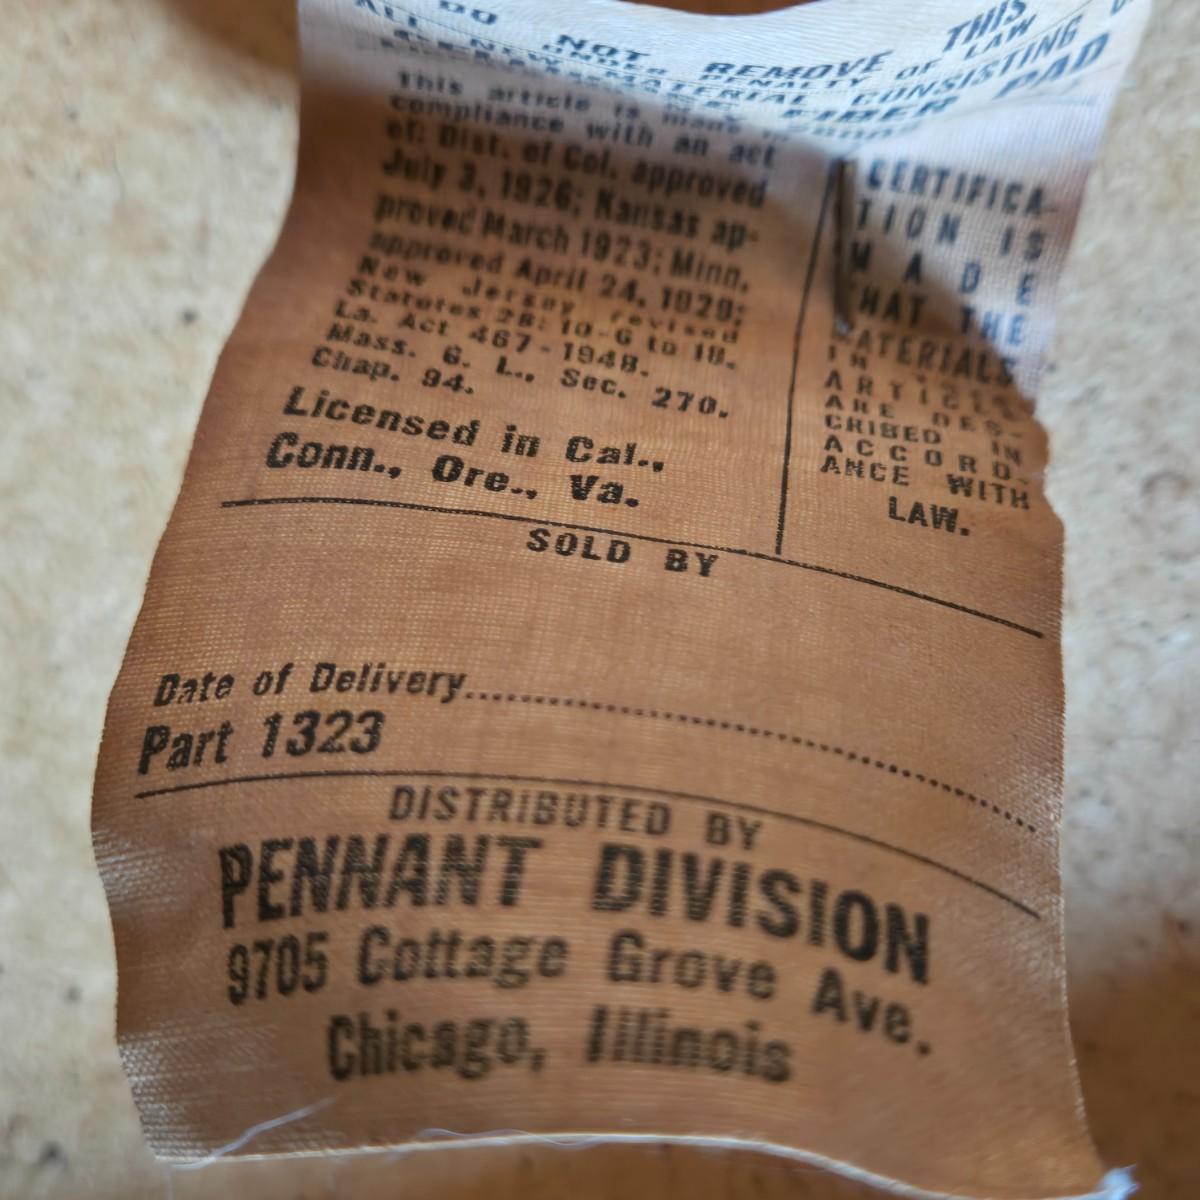 DO NOT REMOVE THIS
UNDER PENALTY OF LAW
ALL NEW MATERIAL CONSISTING
FIBER PAD
This article is made
compliance with an act
of: Dist. of Col. approved
July 3, 1926; Kansas ap-
proved March 1923; Minn.
approved April 24, 1929;
New Jersey revised
Statutes 26: 10-6 to 18.
La. Act 467-1948.
Mass. G. L., Sec. 270.
Chap. 94.
Licensed in Cal.,
Conn., Ore., Va.
CERTIFICA-
TION IS
MADE
THAT THE
MATERIALS
IN
ARE DES-
CRIBED IN
ACCORD-
ANCE WITH
LAW.
SOLD BY
Date of Delivery..........
Part 1323
DISTRIBUTED BY
PENNANT DIVISION
9705 Cottage Grove Ave.
Chicago, Illinois